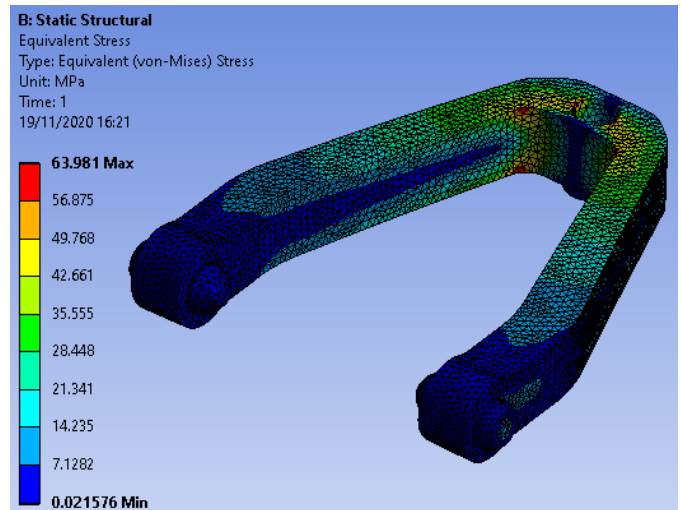 B: Static Structural
Equivalent Stress
Type: Equivalent (von-Mises) Stress
Unit: MPa
Time: 1
19/11/2020 16:21
63.981 Max
56.875
49.768
42.661
35.555
28.448
21.341
14.235
7.1282
0.021576 Min